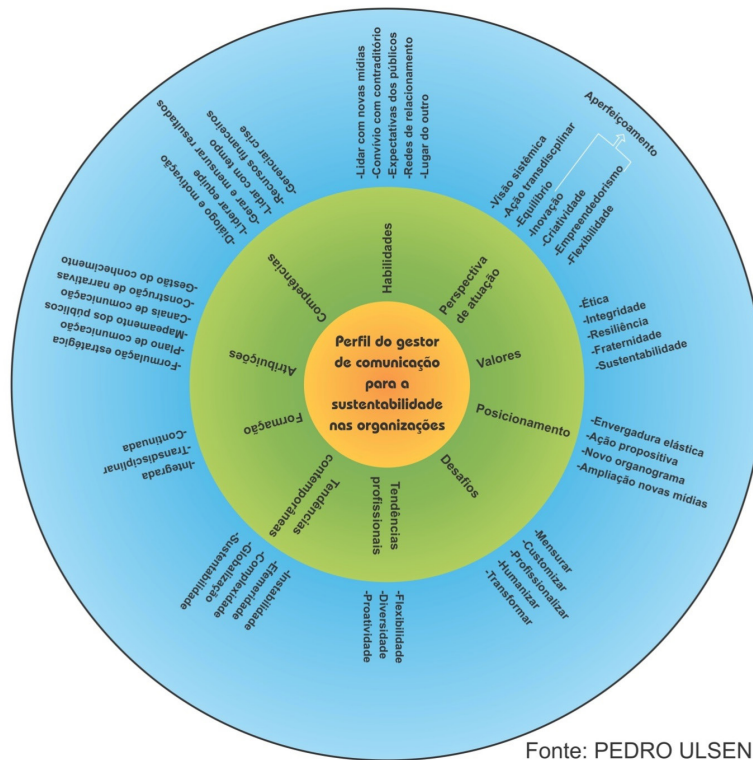 Perfil do gestor
de comunicação
para a
sustentabilidade
nas organizações
Habilidades
-Lidar com novas mídias
-Convívio com contraditório
-Expectativas dos públicos
-Redes de relacionamento
-Lugar do outro
Perspectiva
de atuação
-Visão sistêmica
-Ação transdiscplinar
-Equilíbrio
-Inovação
-Criatividade
-Empreendedorismo
-Flexibilidade
Aperfeiçoamento
Valores
-Ética
-Integridade
-Resiliência
-Fraternidade
-Sustentabilidade
Posicionamento
-Envergadura elástica
-Ação propositiva
-Novo organograma
-Ampliação novas mídias
Desafios
-Mensurar
-Customizar
-Profissionalizar
-Humanizar
-Transformar
Tendências
profissionais
-Flexibilidade
-Diversidade
-Proatividade
Tendências
contemporâneas
-Instabilidade
-Efemeridade
-Complexidade
-Globalização
-Sustentabilidade
Formação
-Integrada
-Transdisciplinar
-Continuada
Atribuições
-Formulação estratégica
-Plano de comunicação
Mapeamento dos públicos
-Canais de comunicação
-Construção de narrativas
-Gestão do conhecimento
Competências
-Diálogo e motivação
-Liderar equipe
-Gerar e mensurar resultados
-Lidar com tempo
-Recursos financeiros
-Gerenciar crise
Fonte: PEDRO ULSEN